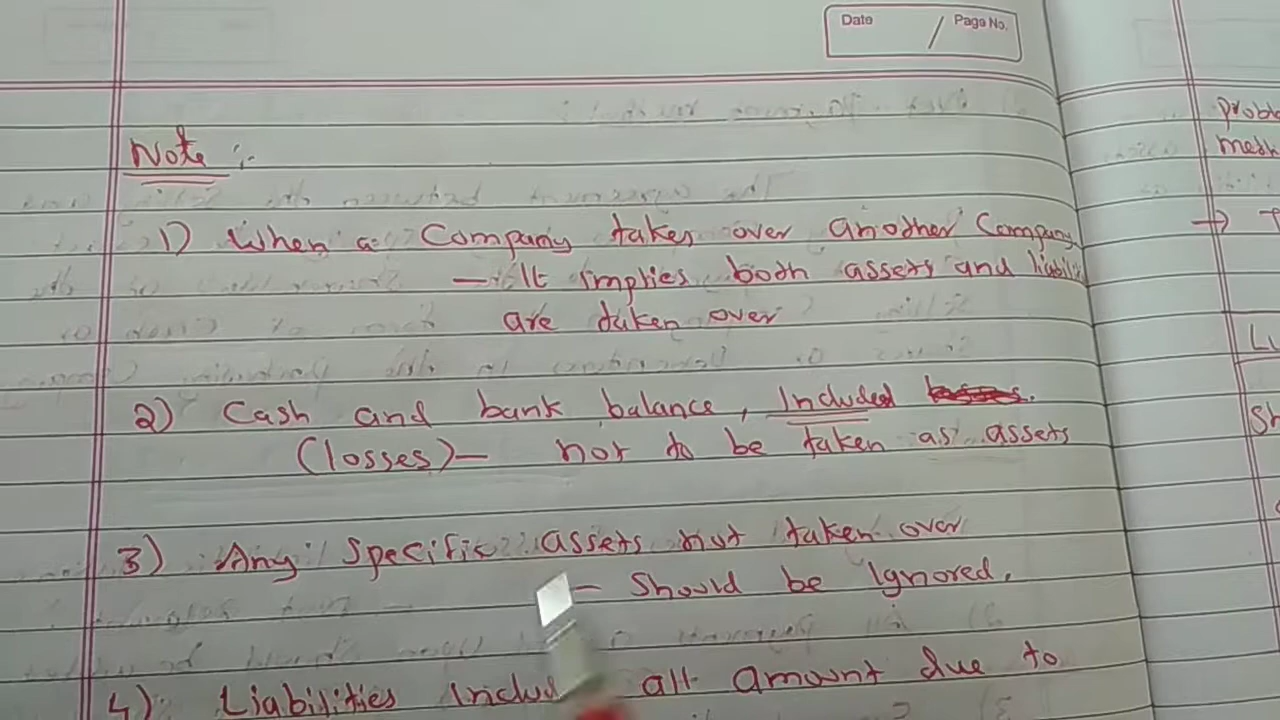 Date / Page No.
Note :-
1) When a Company takes over another Company
— It implies both assets and
are taken over
2) Cash and bank balance, Included
(losses) — not to be taken as assets
3) Any Specific assets not taken over
— Should be Ignored.
4) Liabilities all amount due to